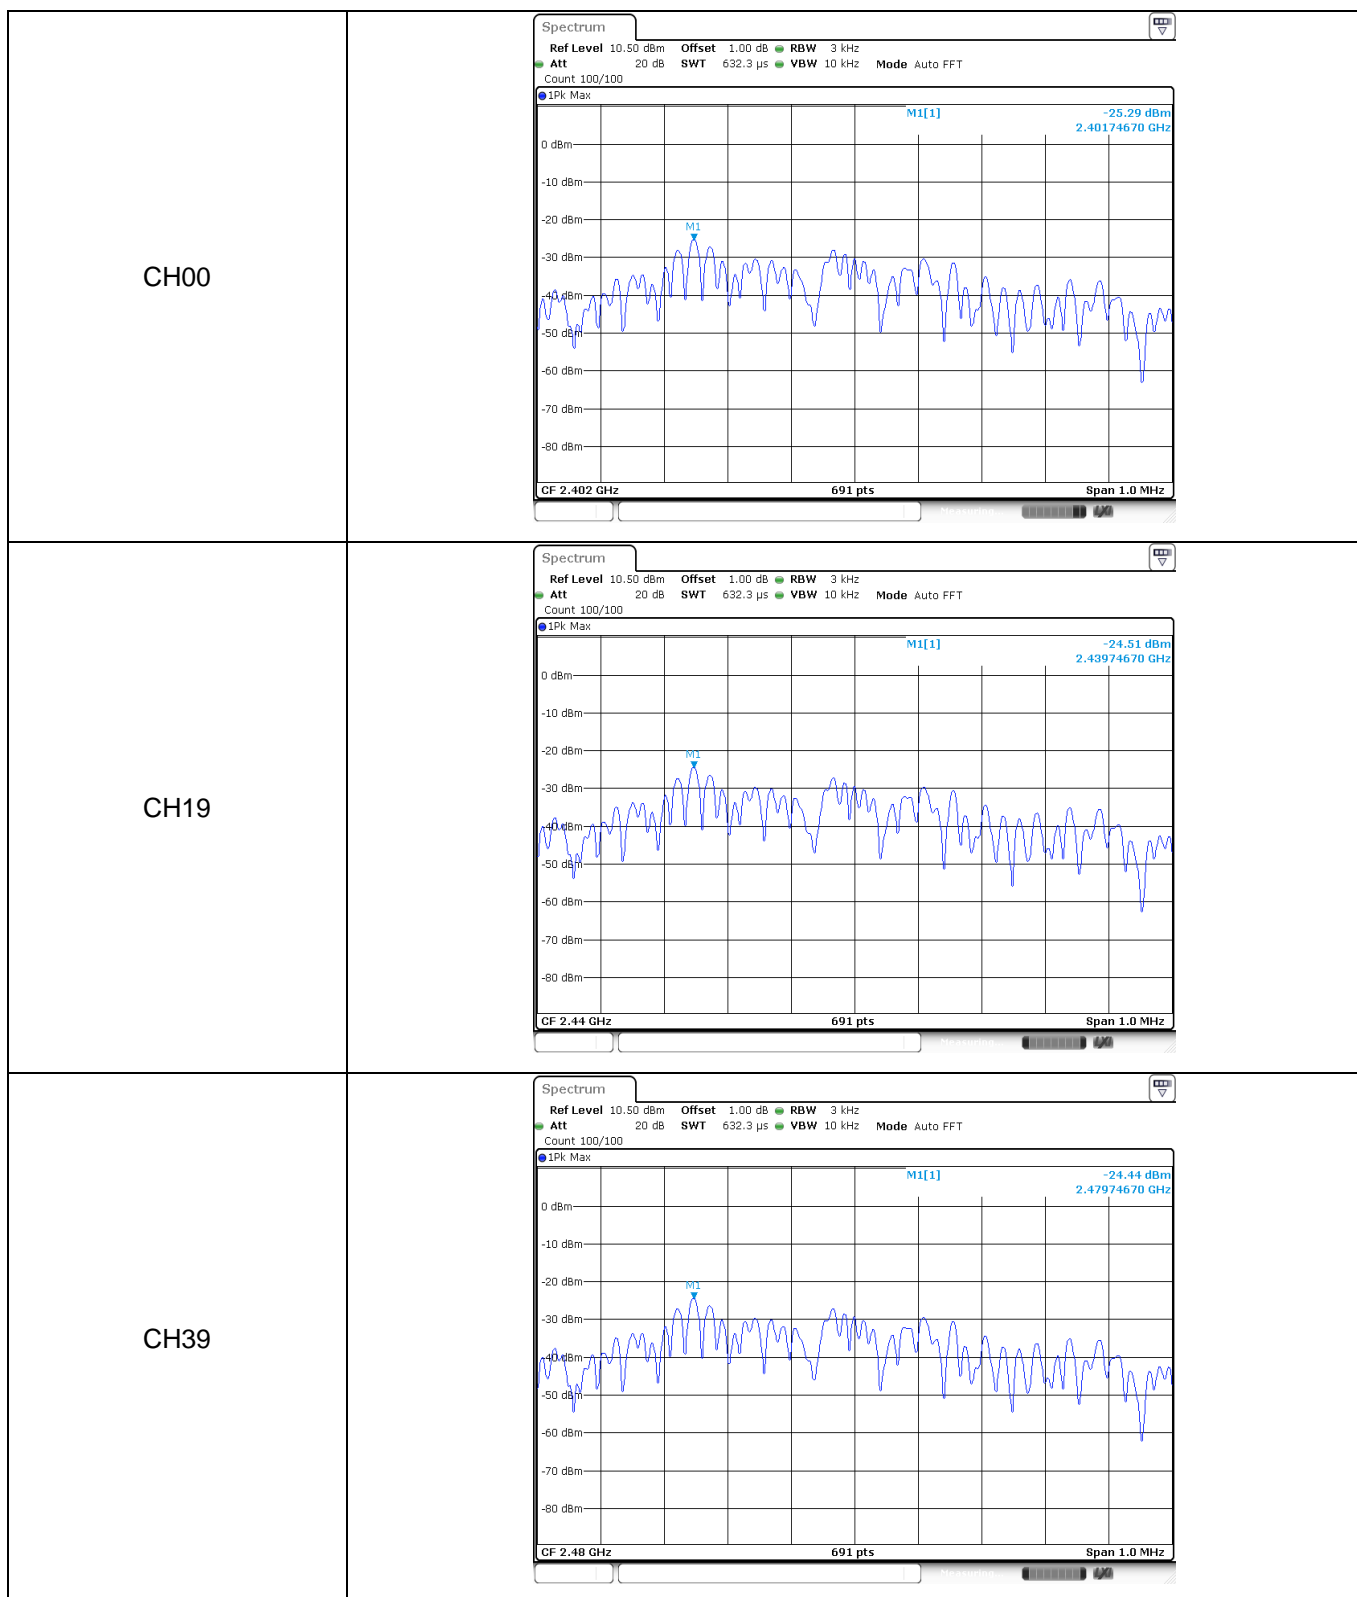 CH00
Spectrum
Ref Level 10.50 dBm Offset 1.00 dB RBW 3 kHz
Att 20 dB SWT 632.3 µs VBW 10 kHz Mode Auto FFT
Count 100/100
1Pk Max
M1[1] -25.29 dBm
2.40174670 GHz
0 dBm
-10 dBm
-20 dBm
M1
-30 dBm
-40 dBm
-50 dBm
-60 dBm
-70 dBm
-80 dBm
CF 2.402 GHz 691 pts Span 1.0 MHz
Measuring...
CH19
Spectrum
Ref Level 10.50 dBm Offset 1.00 dB RBW 3 kHz
Att 20 dB SWT 632.3 µs VBW 10 kHz Mode Auto FFT
Count 100/100
1Pk Max
M1[1] -24.51 dBm
2.43974670 GHz
0 dBm
-10 dBm
-20 dBm
M1
-30 dBm
-40 dBm
-50 dBm
-60 dBm
-70 dBm
-80 dBm
CF 2.44 GHz 691 pts Span 1.0 MHz
Measuring...
CH39
Spectrum
Ref Level 10.50 dBm Offset 1.00 dB RBW 3 kHz
Att 20 dB SWT 632.3 µs VBW 10 kHz Mode Auto FFT
Count 100/100
1Pk Max
M1[1] -24.44 dBm
2.47974670 GHz
0 dBm
-10 dBm
-20 dBm
M1
-30 dBm
-40 dBm
-50 dBm
-60 dBm
-70 dBm
-80 dBm
CF 2.48 GHz 691 pts Span 1.0 MHz
Measuring...